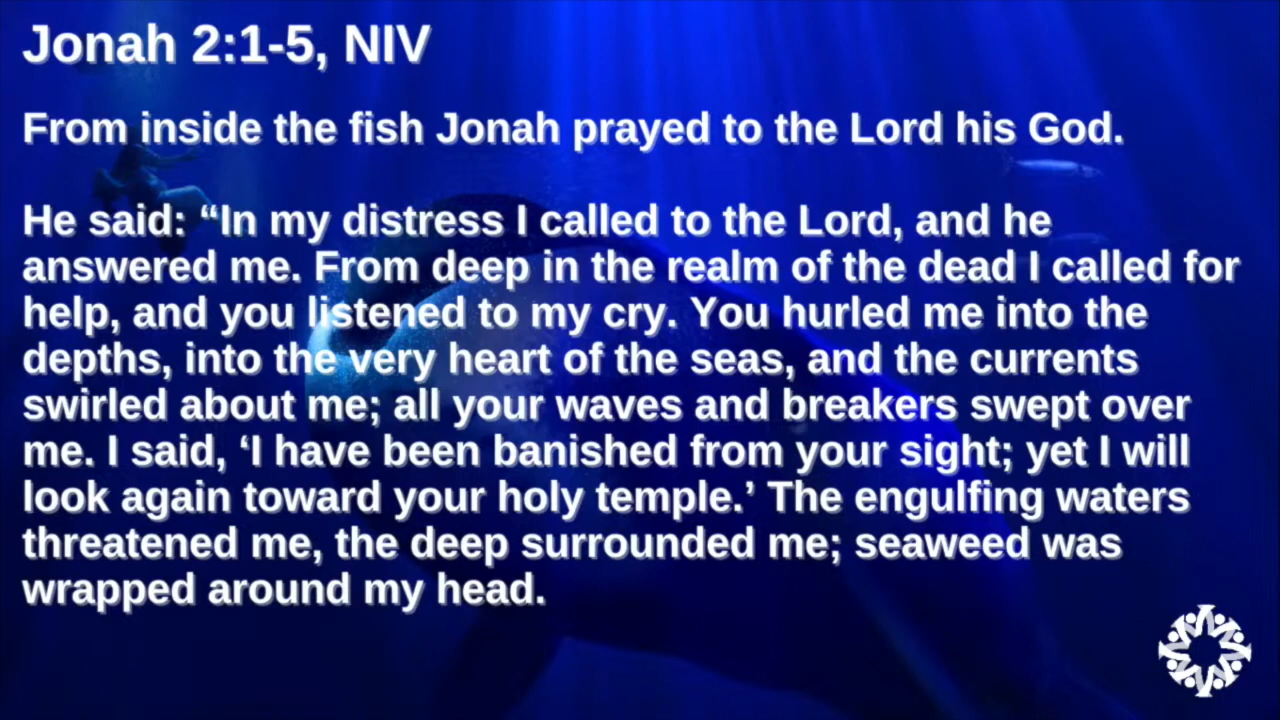 Jonah 2:1-5, NIV
From inside the fish Jonah prayed to the Lord his God.
He said: “In my distress I called to the Lord, and he
answered me. From deep in the realm of the dead I called for
help, and you listened to my cry. You hurled me into the
depths, into the very heart of the seas, and the currents
swirled about me; all your waves and breakers swept over
me. I said, ‘I have been banished from your sight; yet I will
look again toward your holy temple.’ The engulfing waters
threatened me, the deep surrounded me; seaweed was
wrapped around my head.